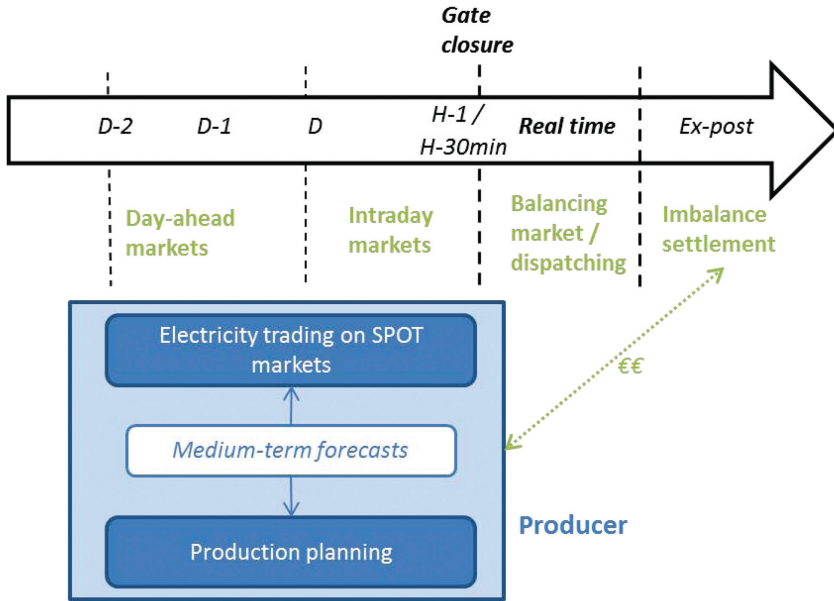 Gate
closure
D-2
D-1
D
H-1 /
H-30min
Real time
Ex-post
Day-ahead
markets
Intraday
markets
Balancing
market /
dispatching
Imbalance
settlement
Electricity trading on SPOT
markets
€€
Medium-term forecasts
Producer
Production planning